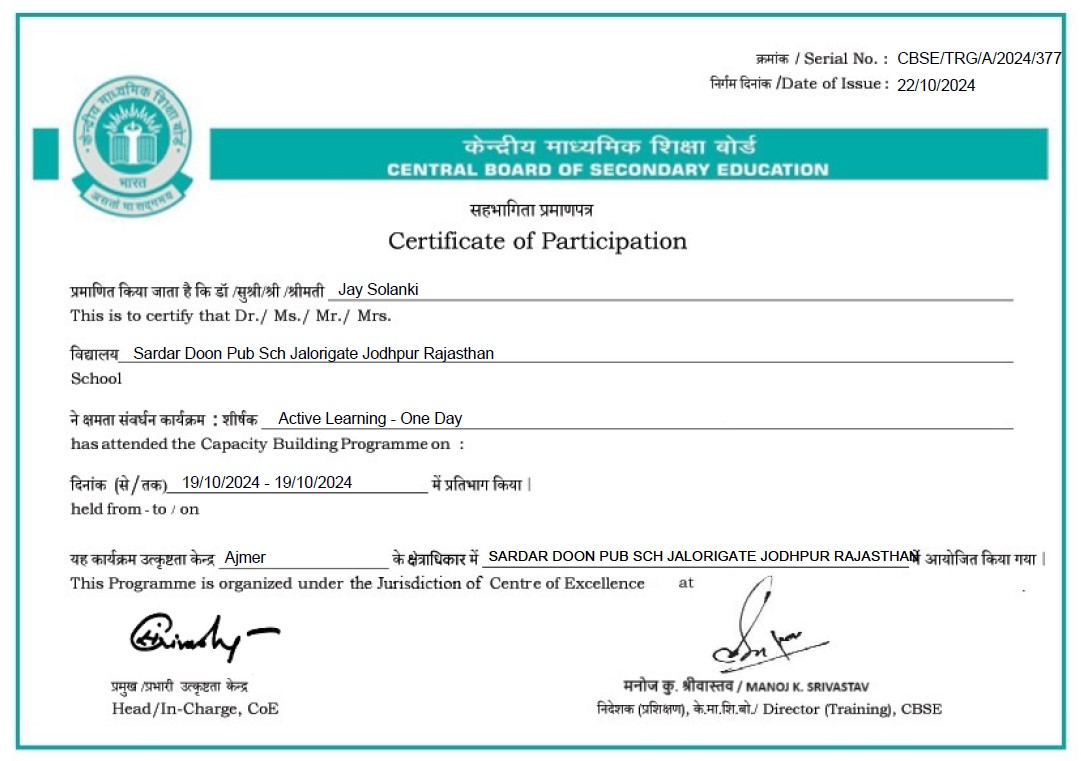 क्रमांक / Serial No. : CBSE/TRG/A/2024/377
निर्गम दिनांक /Date of Issue : 22/10/2024
केन्द्रीय माध्यमिक शिक्षा बोर्ड
भारत
असतो मा सद्गमय
केन्द्रीय माध्यमिक शिक्षा बोर्ड
CENTRAL BOARD OF SECONDARY EDUCATION
सहभागिता प्रमाणपत्र
Certificate of Participation
प्रमाणित किया जाता है कि डॉ /सुश्री/श्री /श्रीमती Jay Solanki
This is to certify that Dr./ Ms./ Mr./ Mrs.
विद्यालय Sardar Doon Pub Sch Jalorigate Jodhpur Rajasthan
School
ने क्षमता संवर्धन कार्यक्रम : शीर्षक Active Learning - One Day
has attended the Capacity Building Programme on :
दिनांक (से/तक) 19/10/2024 - 19/10/2024 में प्रतिभाग किया |
held from - to / on
यह कार्यक्रम उत्कृष्टता केन्द्र Ajmer के क्षेत्राधिकार में SARDAR DOON PUB SCH JALORIGATE JODHPUR RAJASTHAN में आयोजित किया गया |
This Programme is organized under the Jurisdiction of Centre of Excellence at
प्रमुख /प्रभारी उत्कृष्टता केन्द्र
Head/In-Charge, CoE
मनोज कु. श्रीवास्तव / MANOJ K. SRIVASTAV
निदेशक (प्रशिक्षण), के.मा.शि.बो./ Director (Training), CBSE